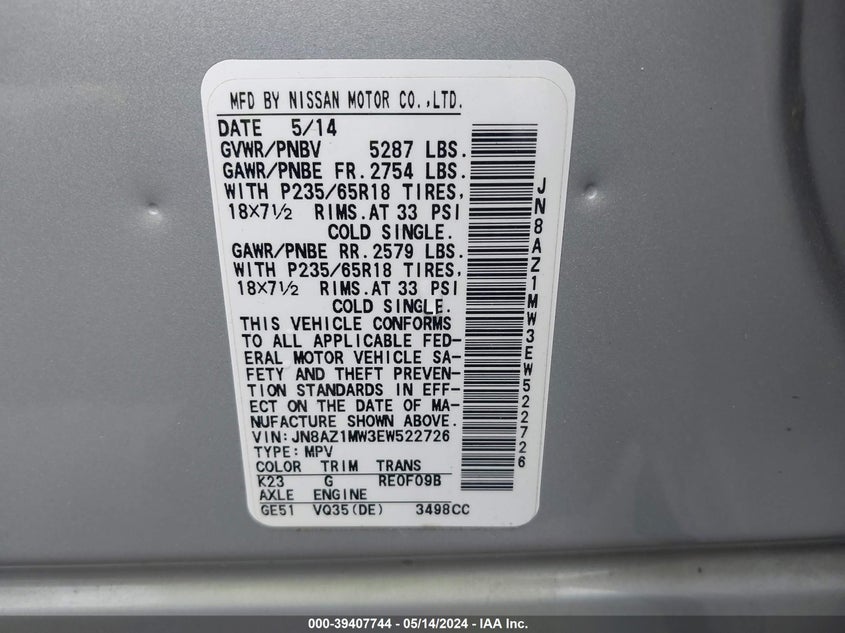 MFD BY NISSAN MOTOR CO.,LTD.
DATE 5/14
GVWR/PNBV 5287 LBS.
GAWR/PNBE FR.2754 LBS.
WITH P235/65R18 TIRES,
18×7½ RIMS.AT 33 PSI
COLD SINGLE.
GAWR/PNBE RR.2579 LBS.
WITH P235/65R18 TIRES,
18×7½ RIMS.AT 33 PSI
COLD SINGLE.
THIS VEHICLE CONFORMS
TO ALL APPLICABLE FED-
ERAL MOTOR VEHICLE SA-
FETY AND THEFT PREVEN-
TION STANDARDS IN EFF-
ECT ON THE DATE OF MA-
NUFACTURE SHOWN ABOVE.
VIN:JN8AZ1MW3EW522726
TYPE:MPV
COLOR TRIM TRANS
K23 G RE0F09B
AXLE ENGINE
GE51 VQ35(DE) 3498CC
JN8AZ1MW3EW522726
000-39407744 — 05/14/2024 — IAA Inc.